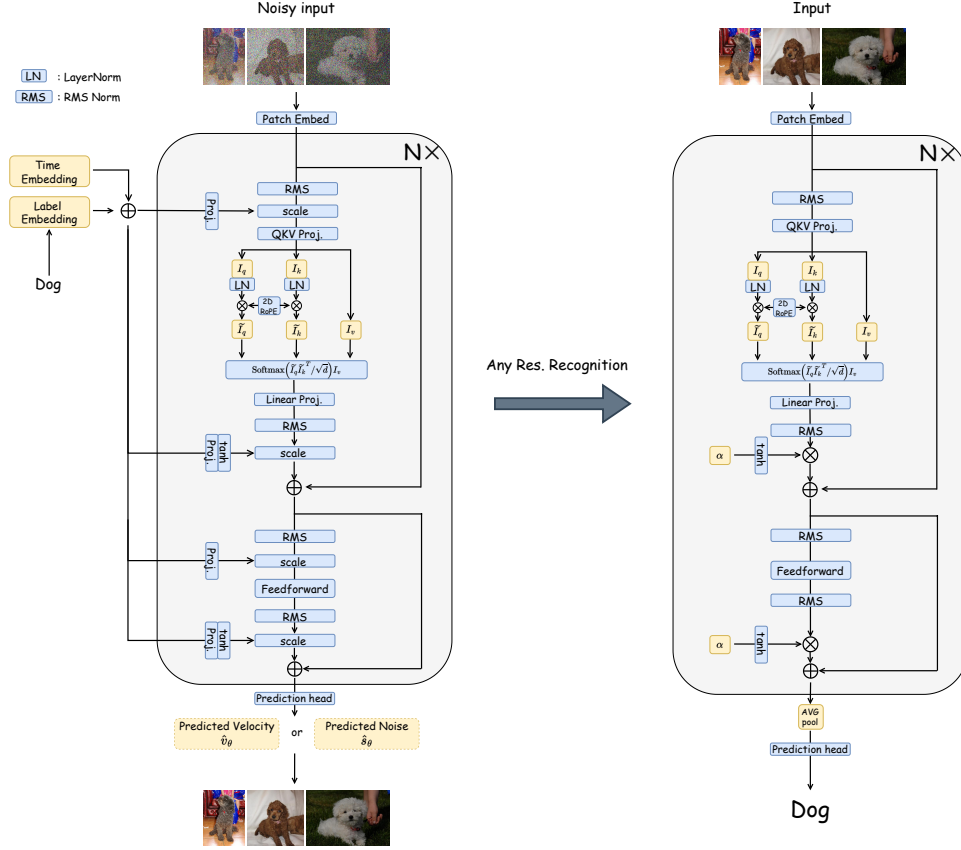 Noisy input
LN : LayerNorm
RMS : RMS Norm
Patch Embed
N×
Time
Embedding
Label
Embedding
Dog
Proj.
RMS
scale
QKV Proj.
I_q
I_k
LN
LN
2D
RoPE
Ĩ_q
Ĩ_k
I_v
Softmax(Ĩ_qĨ_k^T/√d)I_v
Linear Proj.
RMS
Proj.
tanh
scale
RMS
Proj.
scale
Feedforward
RMS
Proj.
tanh
scale
Prediction head
Predicted Velocity
v̂_θ
or
Predicted Noise
ŝ_θ
Any Res. Recognition
Input
Patch Embed
N×
RMS
QKV Proj.
I_q
I_k
LN
LN
2D
RoPE
Ĩ_q
Ĩ_k
I_v
Softmax(Ĩ_qĨ_k^T/√d)I_v
Linear Proj.
RMS
α
tanh
RMS
Feedforward
RMS
α
tanh
AVG
pool
Prediction head
Dog